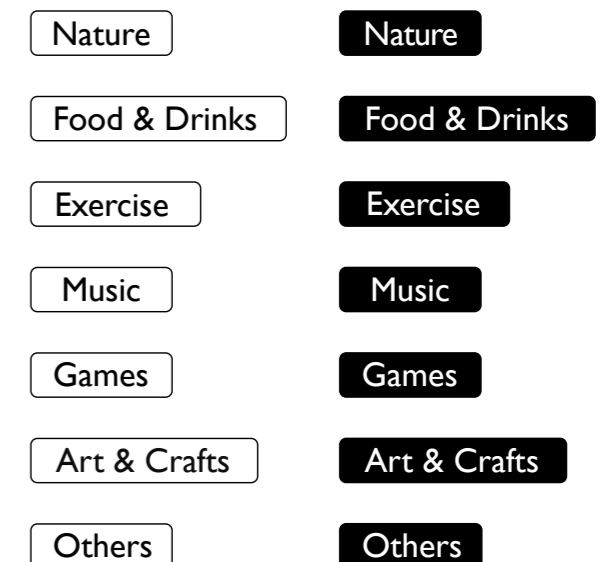 Nature Nature
Food & Drinks Food & Drinks
Exercise Exercise
Music Music
Games Games
Art & Crafts Art & Crafts
Others Others